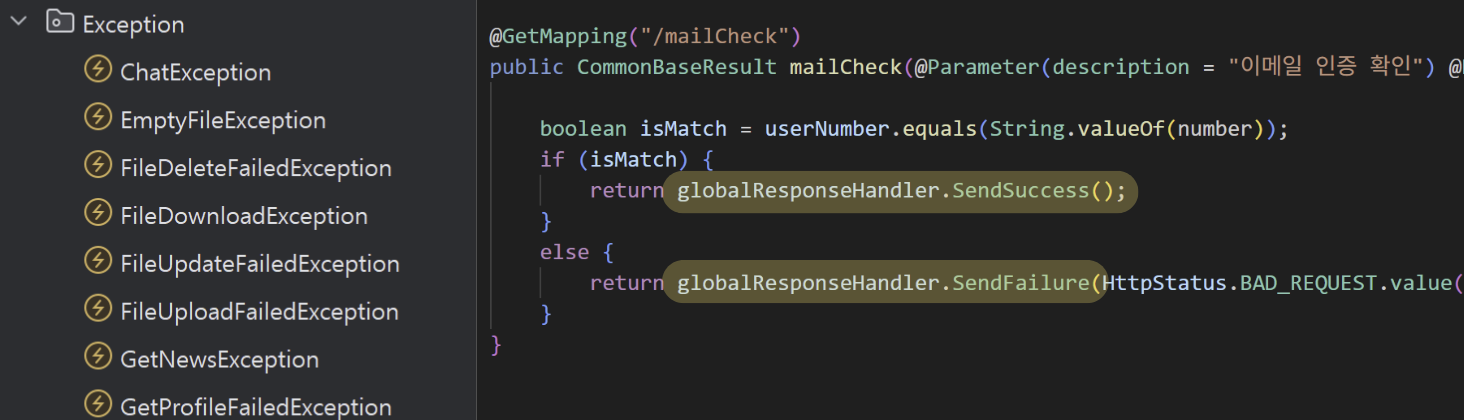 Exception
ChatException
EmptyFileException
FileDeleteFailedException
FileDownloadException
FileUpdateFailedException
FileUploadFailedException
GetNewsException
GetProfileFailedException
@GetMapping("/mailCheck")
public CommonBaseResult mailCheck(@Parameter(description = "이메일 인증 확인") @
boolean isMatch = userNumber.equals(String.valueOf(number));
if (isMatch) {
return globalResponseHandler.SendSuccess();
}
else {
return globalResponseHandler.SendFailure(HttpStatus.BAD_REQUEST.value(
}
}